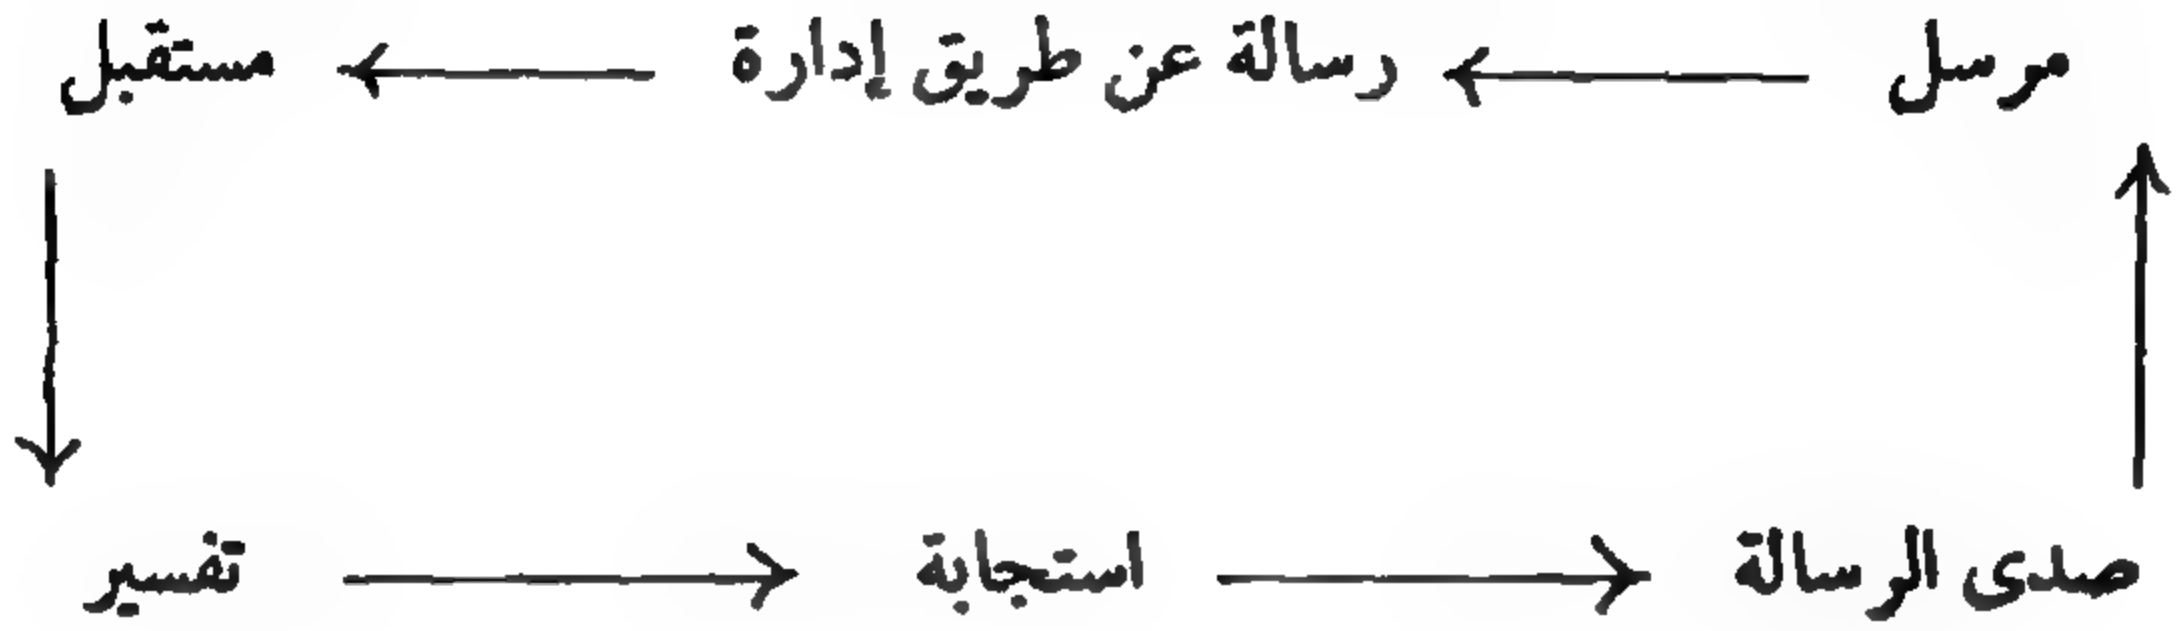 مرسل رسالة عن طريق إدارة مستقبل
صدى الرسالة استجابة تفسير